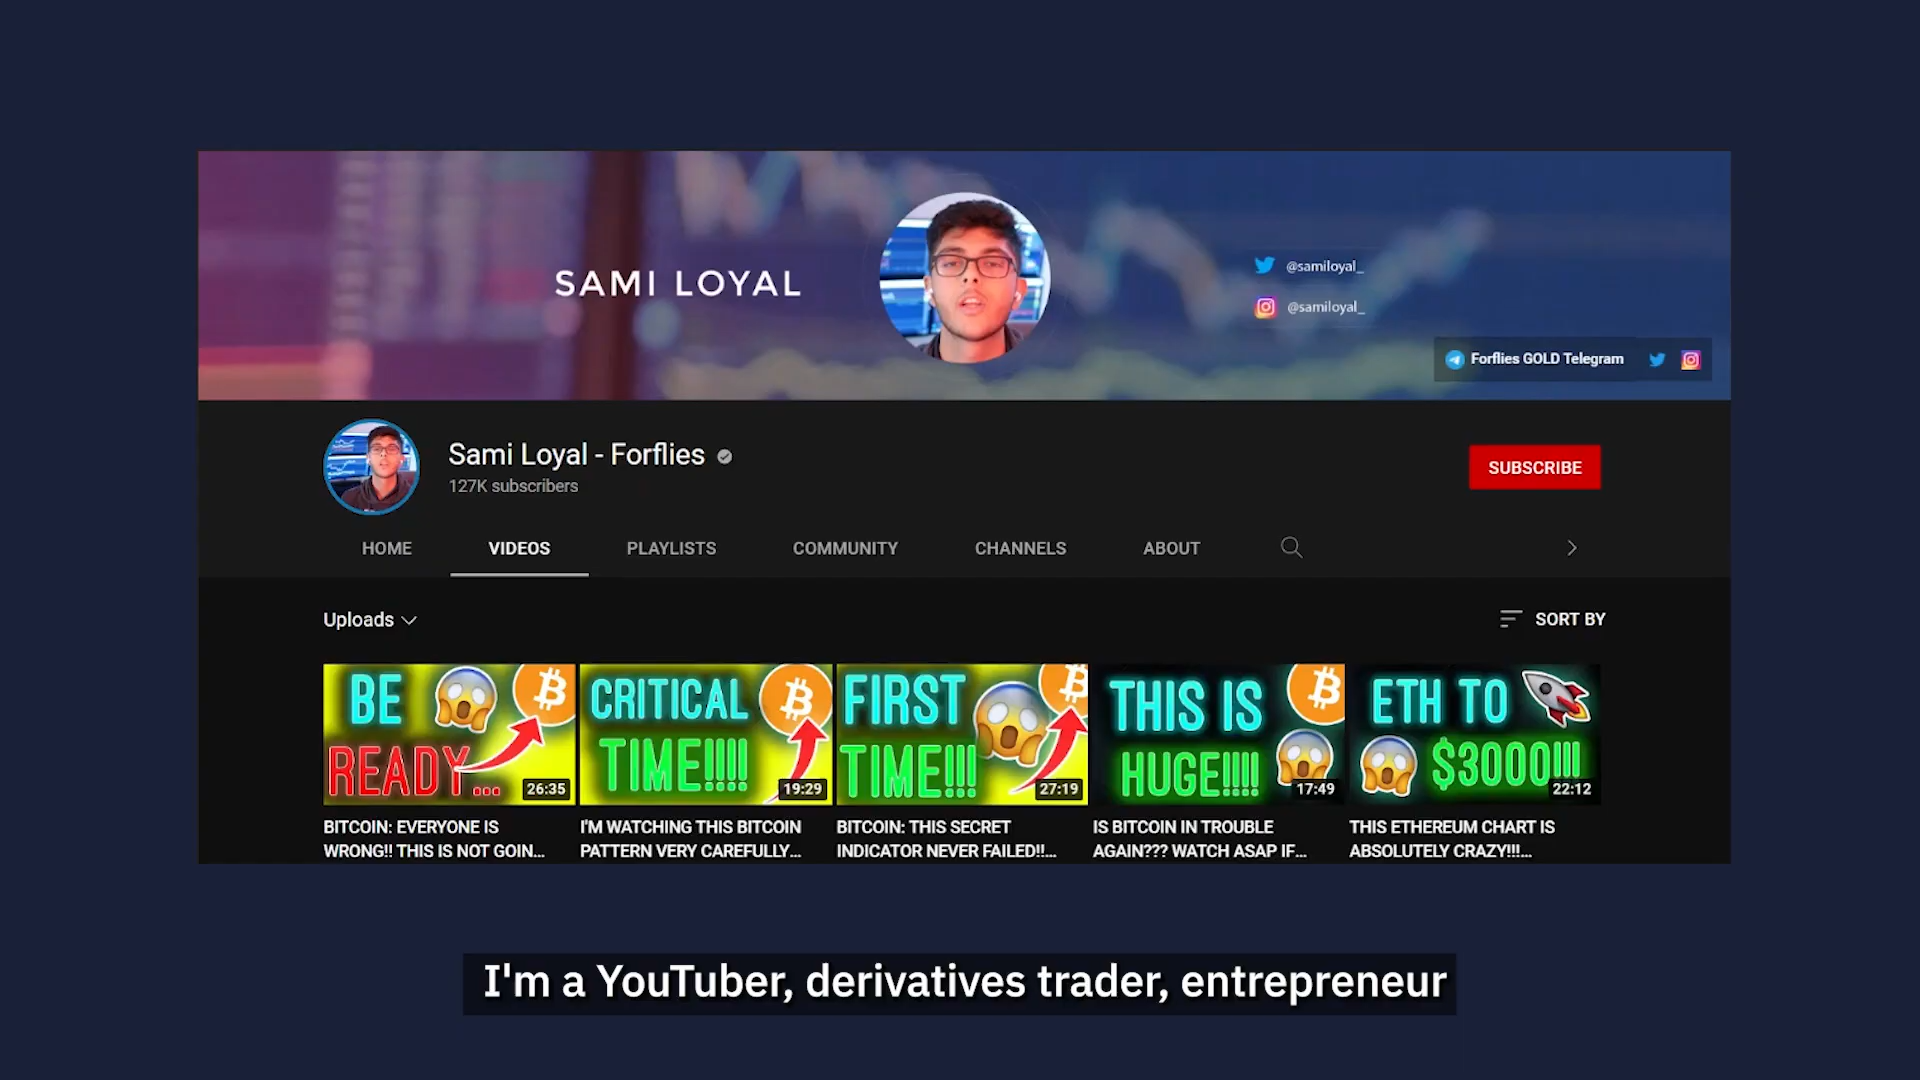 SAMI LOYAL
@samiloyal_
@samiloyal_
Forflies GOLD Telegram
Sami Loyal - Forflies
127K subscribers
SUBSCRIBE
HOME VIDEOS PLAYLISTS COMMUNITY CHANNELS ABOUT
Uploads
SORT BY
BE
READY...
26:35
CRITICAL
TIME!!!!
19:29
FIRST
TIME!!!
27:19
THIS IS
HUGE!!!!
17:49
ETH TO
$3000!!!
22:12
BITCOIN: EVERYONE IS
WRONG!! THIS IS NOT GOIN...
I'M WATCHING THIS BITCOIN
PATTERN VERY CAREFULLY...
BITCOIN: THIS SECRET
INDICATOR NEVER FAILED!!...
IS BITCOIN IN TROUBLE
AGAIN??? WATCH ASAP IF...
THIS ETHEREUM CHART IS
ABSOLUTELY CRAZY!!!...
I'm a YouTuber, derivatives trader, entrepreneur